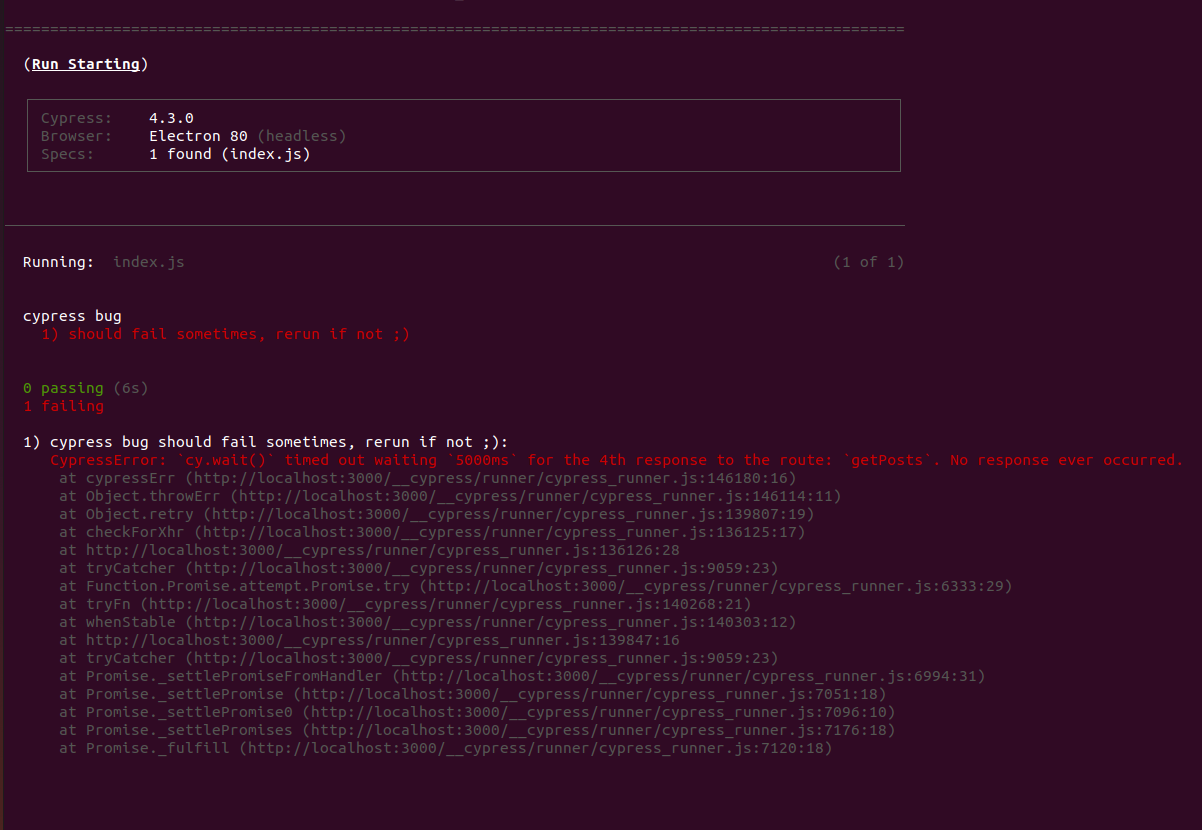 ====================================================================================================
(Run Starting)
Cypress: 4.3.0
Browser: Electron 80 (headless)
Specs: 1 found (index.js)
Running: index.js (1 of 1)
cypress bug
1) should fail sometimes, rerun if not ;)
0 passing (6s)
1 failing
1) cypress bug should fail sometimes, rerun if not ;):
CypressError: `cy.wait()` timed out waiting `5000ms` for the 4th response to the route: `getPosts`. No response ever occurred.
at cypressErr (http://localhost:3000/__cypress/runner/cypress_runner.js:146180:16)
at Object.throwErr (http://localhost:3000/__cypress/runner/cypress_runner.js:146114:11)
at Object.retry (http://localhost:3000/__cypress/runner/cypress_runner.js:139807:19)
at checkForXhr (http://localhost:3000/__cypress/runner/cypress_runner.js:136125:17)
at http://localhost:3000/__cypress/runner/cypress_runner.js:136126:28
at tryCatcher (http://localhost:3000/__cypress/runner/cypress_runner.js:9059:23)
at Function.Promise.attempt.Promise.try (http://localhost:3000/__cypress/runner/cypress_runner.js:6333:29)
at tryFn (http://localhost:3000/__cypress/runner/cypress_runner.js:140268:21)
at whenStable (http://localhost:3000/__cypress/runner/cypress_runner.js:140303:12)
at http://localhost:3000/__cypress/runner/cypress_runner.js:139847:16
at tryCatcher (http://localhost:3000/__cypress/runner/cypress_runner.js:9059:23)
at Promise._settlePromiseFromHandler (http://localhost:3000/__cypress/runner/cypress_runner.js:6994:31)
at Promise._settlePromise (http://localhost:3000/__cypress/runner/cypress_runner.js:7051:18)
at Promise._settlePromise0 (http://localhost:3000/__cypress/runner/cypress_runner.js:7096:10)
at Promise._settlePromises (http://localhost:3000/__cypress/runner/cypress_runner.js:7176:18)
at Promise._fulfill (http://localhost:3000/__cypress/runner/cypress_runner.js:7120:18)